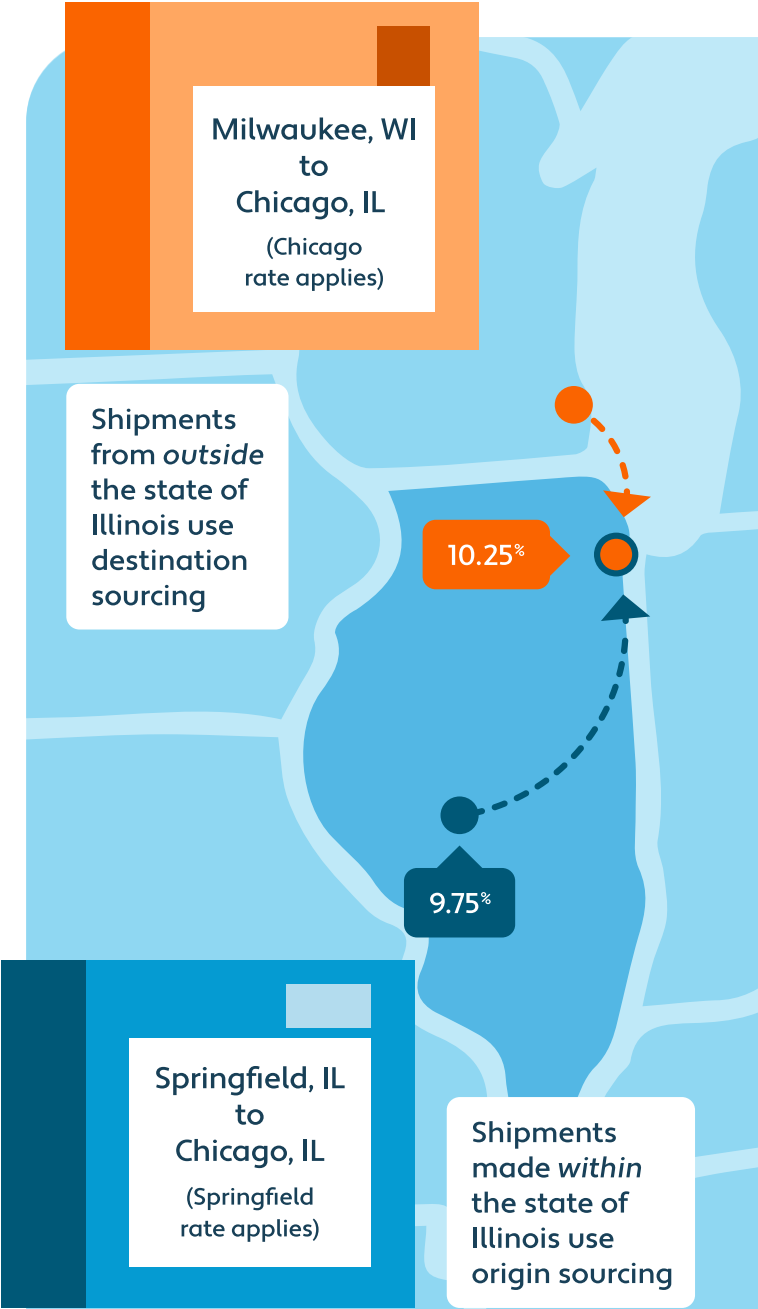 Milwaukee, WI
to
Chicago, IL
(Chicago
rate applies)
Shipments
from outside
the state of
Illinois use
destination
sourcing
10.25%
9.75%
Springfield, IL
to
Chicago, IL
(Springfield
rate applies)
Shipments
made within
the state of
Illinois use
origin sourcing